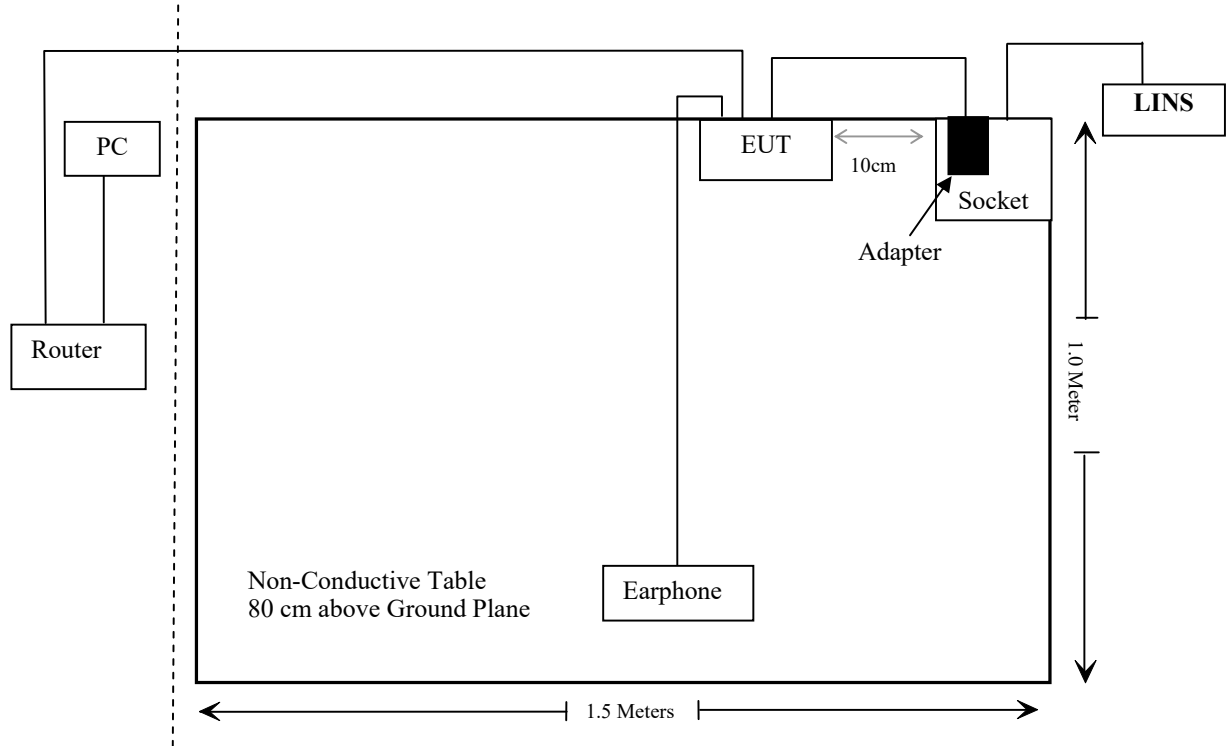 LINS
PC
EUT
10cm
Socket
Adapter
Router
1.0 Meter
Non-Conductive Table
80 cm above Ground Plane
Earphone
1.5 Meters